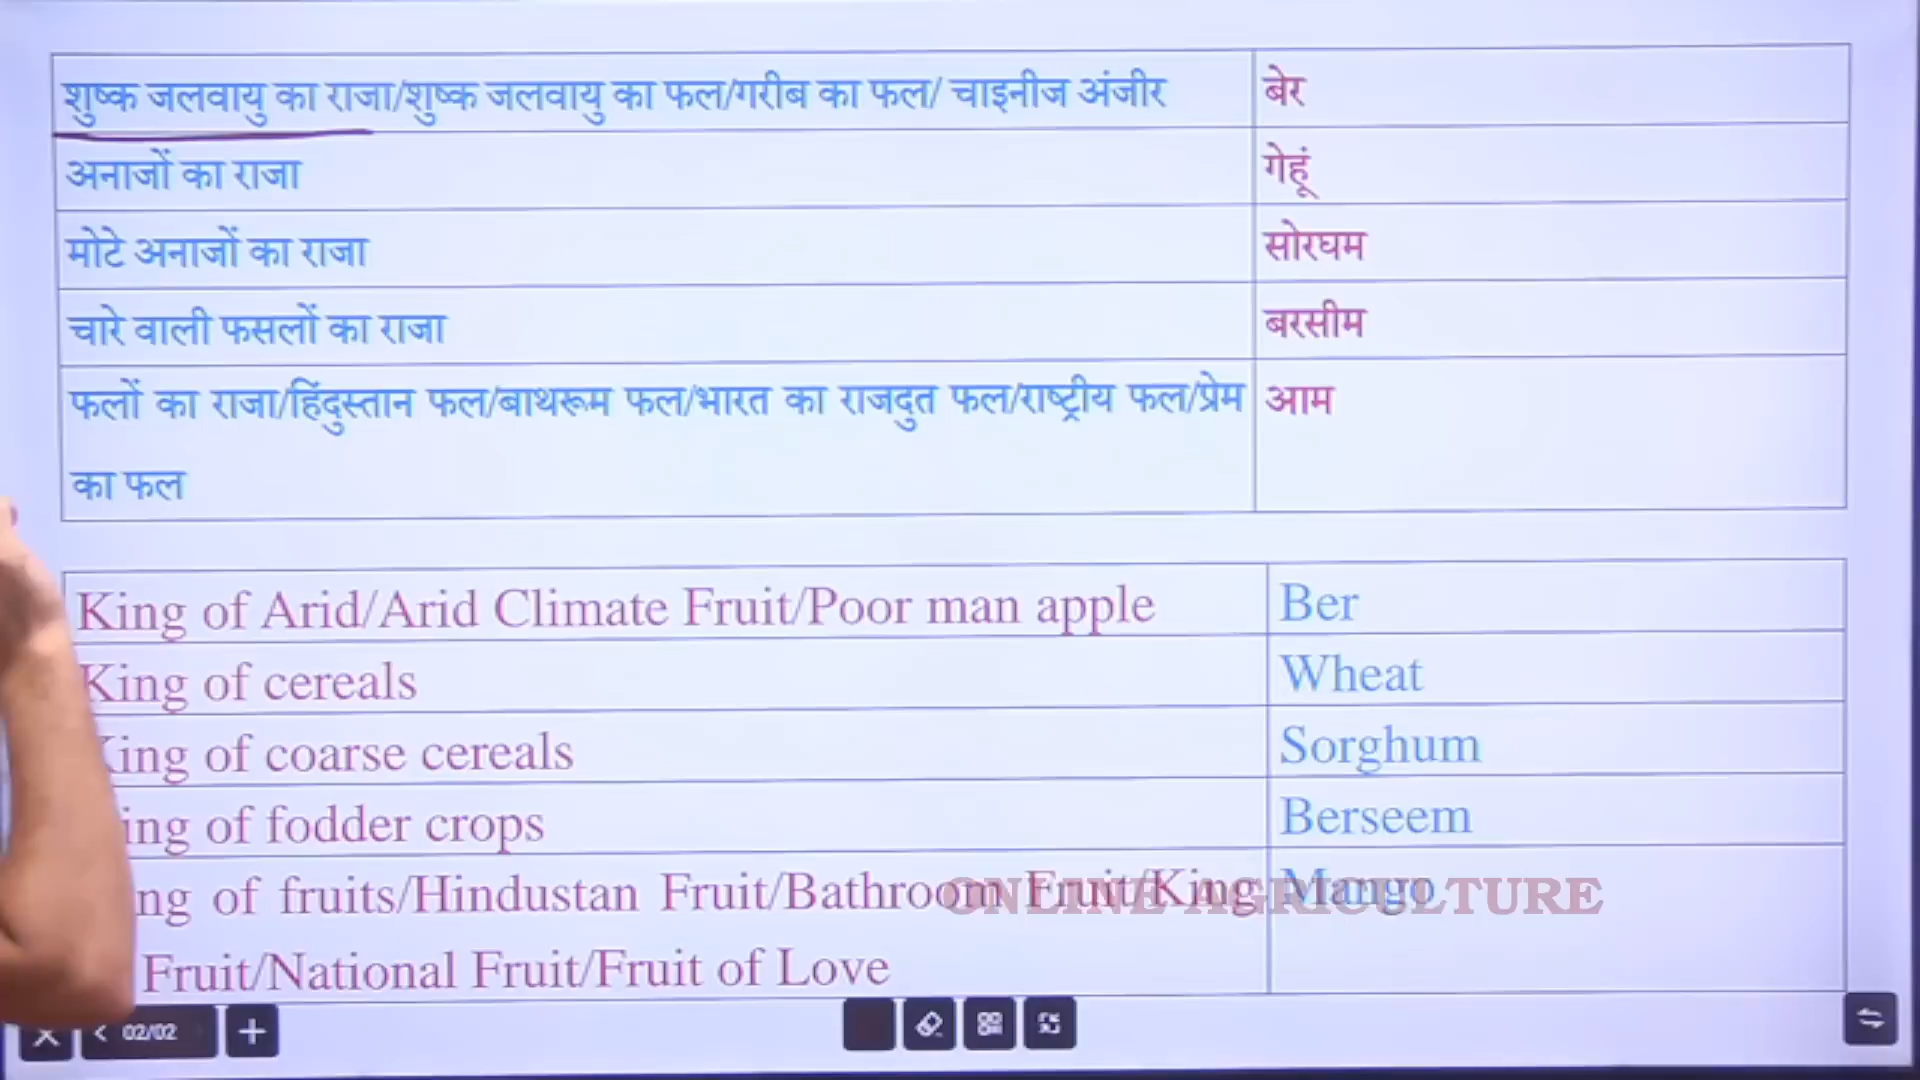 शुष्क जलवायु का राजा/शुष्क जलवायु का फल/गरीब का फल/ चाइनीज अंजीर बेर
अनाजों का राजा गेहूं
मोटे अनाजों का राजा सोरघम
चारे वाली फसलों का राजा बरसीम
फलों का राजा/हिंदुस्तान फल/बाथरूम फल/भारत का राजदुत फल/राष्ट्रीय फल/प्रेम आम
का फल
King of Arid/Arid Climate Fruit/Poor man apple Ber
King of cereals Wheat
King of coarse cereals Sorghum
ing of fodder crops Berseem
ng of fruits/Hindustan Fruit/Bathroom Fruit/King Mango
ONLINE AGRICULTURE
Fruit/National Fruit/Fruit of Love
02/02